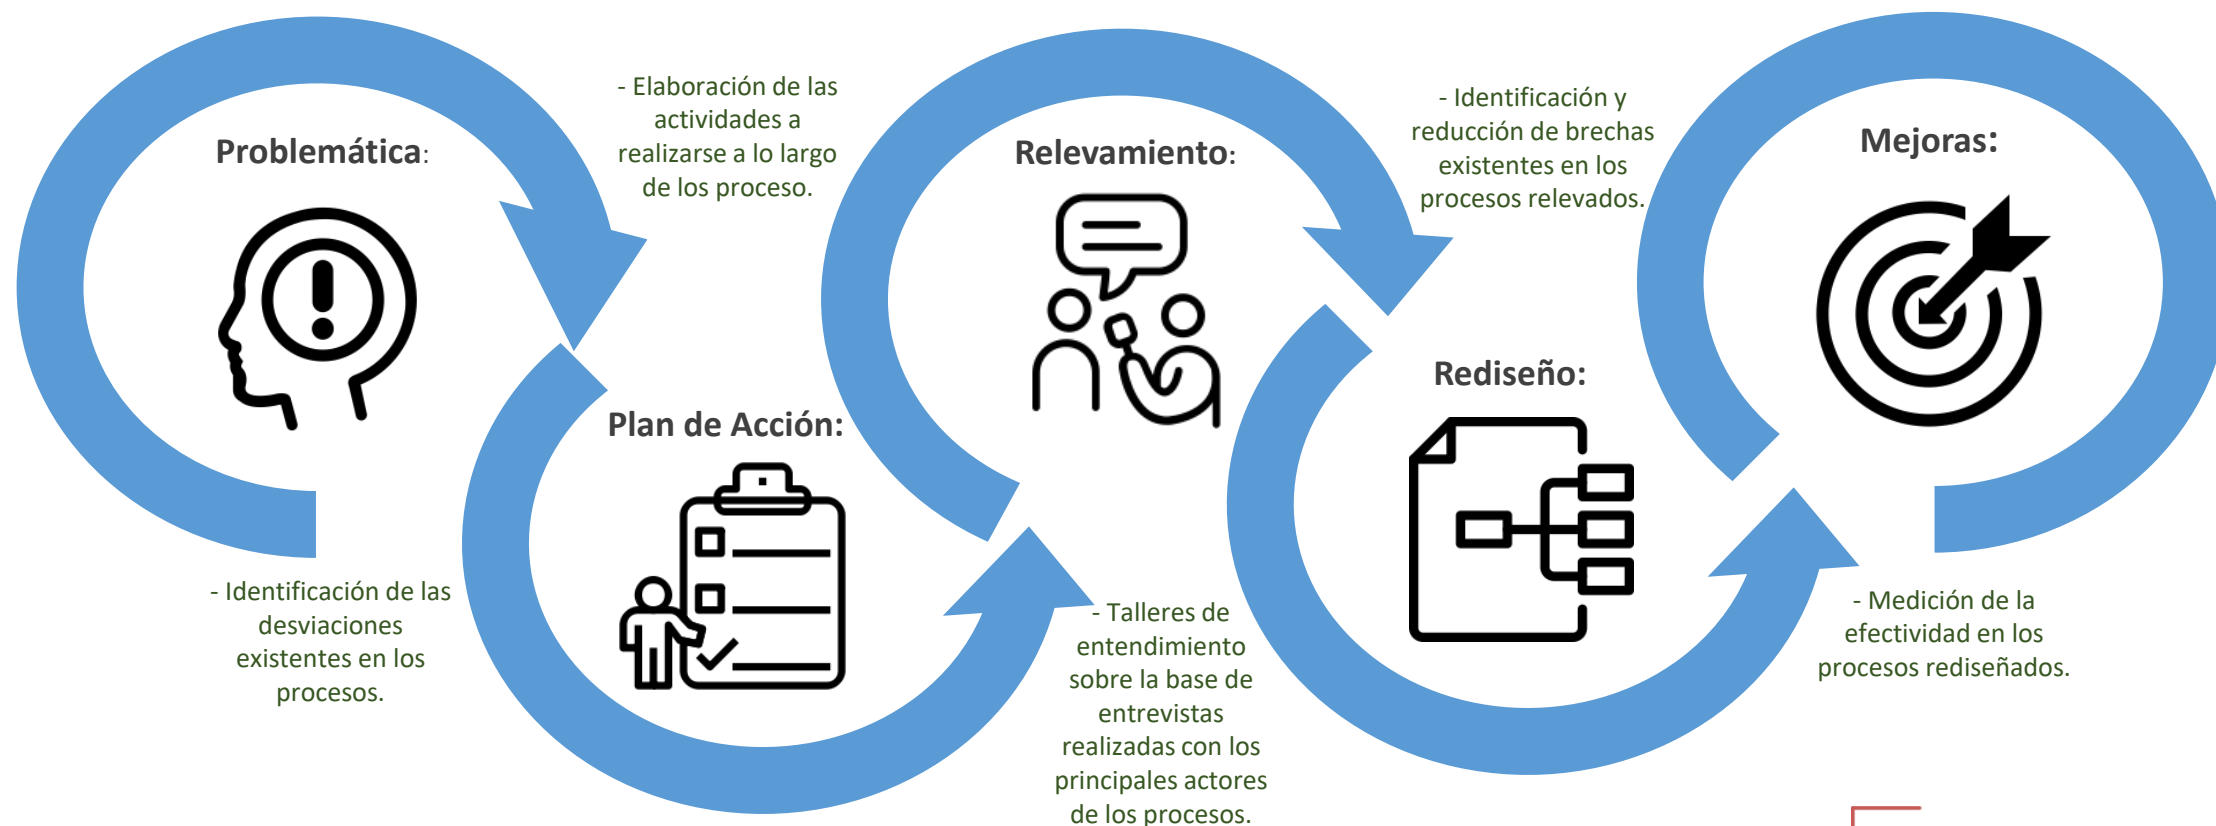 Problemática:
- Identificación de las
desviaciones
existentes en los
procesos.
- Elaboración de las
actividades a
realizarse a lo largo
de los proceso.
Plan de Acción:
Relevamiento:
- Talleres de
entendimiento
sobre la base de
entrevistas
realizadas con los
principales actores
de los procesos.
- Identificación y
reducción de brechas
existentes en los
procesos relevados.
Rediseño:
Mejoras:
- Medición de la
efectividad en los
procesos rediseñados.